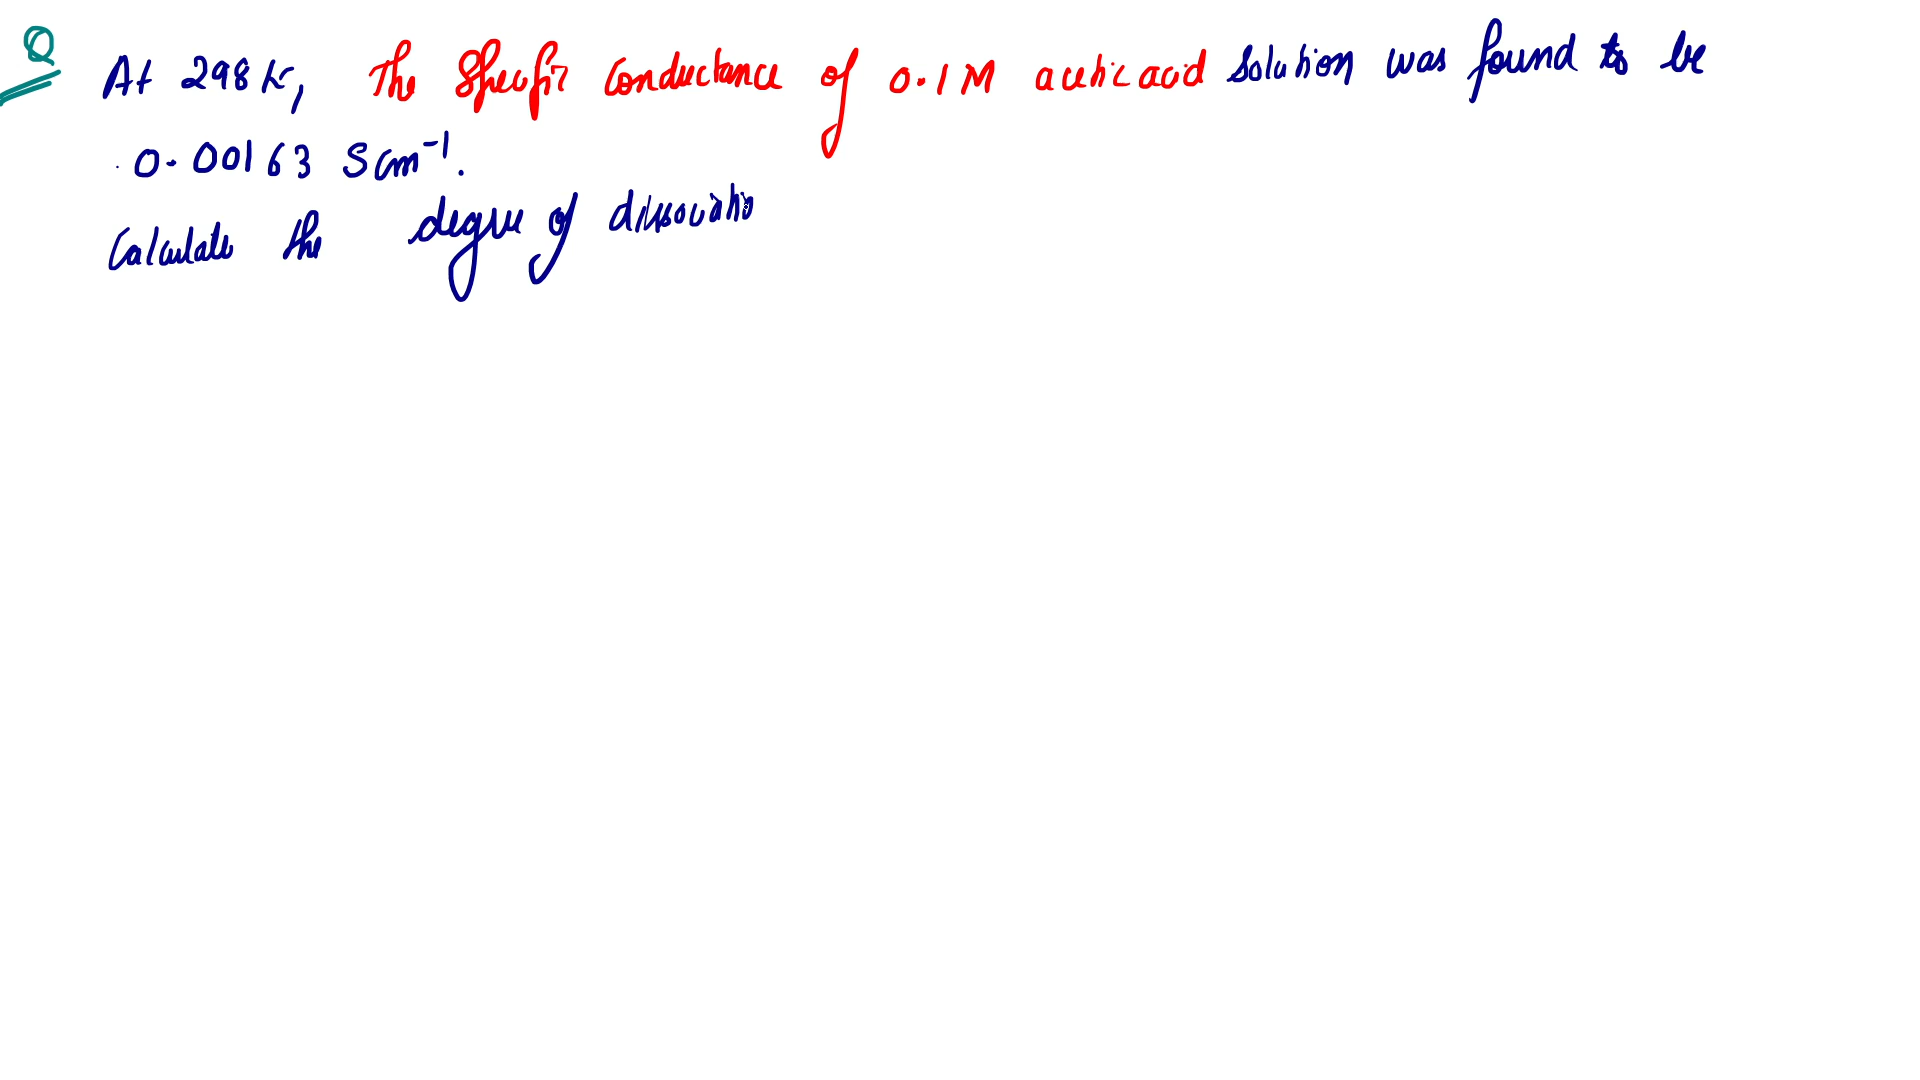 Q At 298 K, The Specific Conductance of 0.1 M acetic acid solution was found to be
0.00163 S cm⁻¹.
Calculate the degree of dissociatio